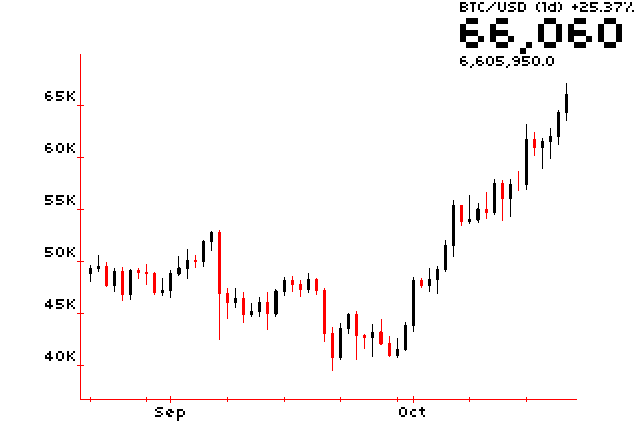 BTC/USD (1d) +25.37%
66,060
6,605,950.0
65K
60K
55K
50K
45K
40K
Sep Oct